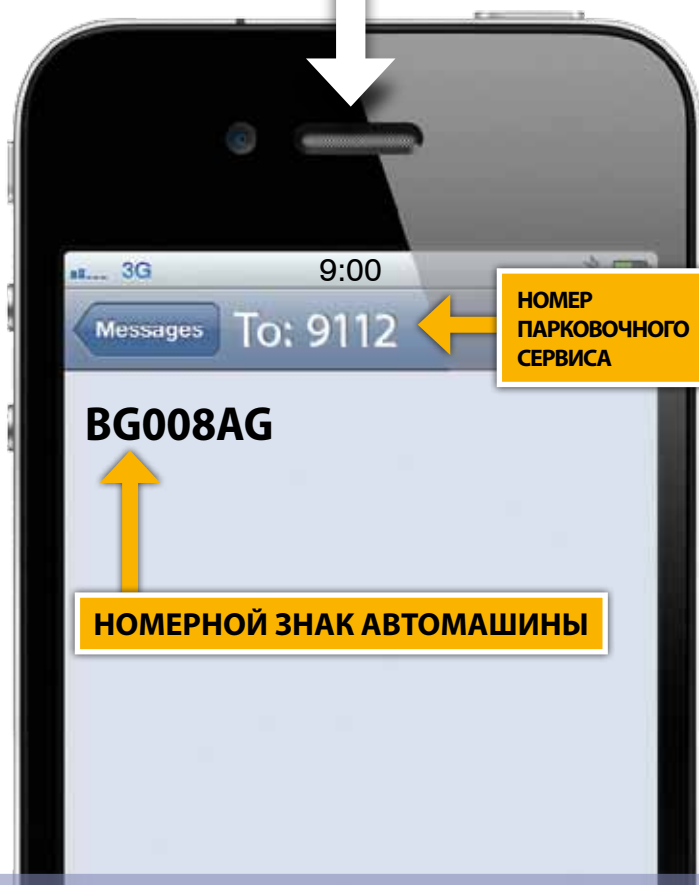 3G 9:00
Messages To: 9112
НОМЕР
ПАРКОВОЧНОГО
СЕРВИСА
BG008AG
НОМЕРНОЙ ЗНАК АВТОМАШИНЫ